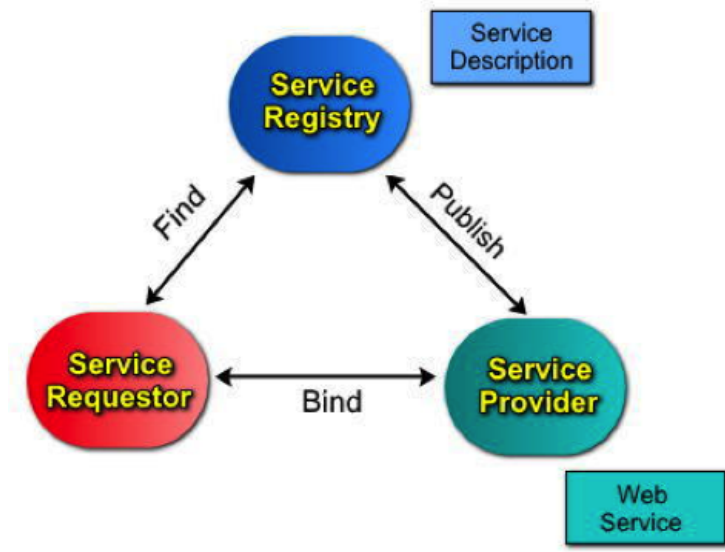 Service
Description
Service
Registry
Find
Publish
Service
Requestor
Bind
Service
Provider
Web
Service